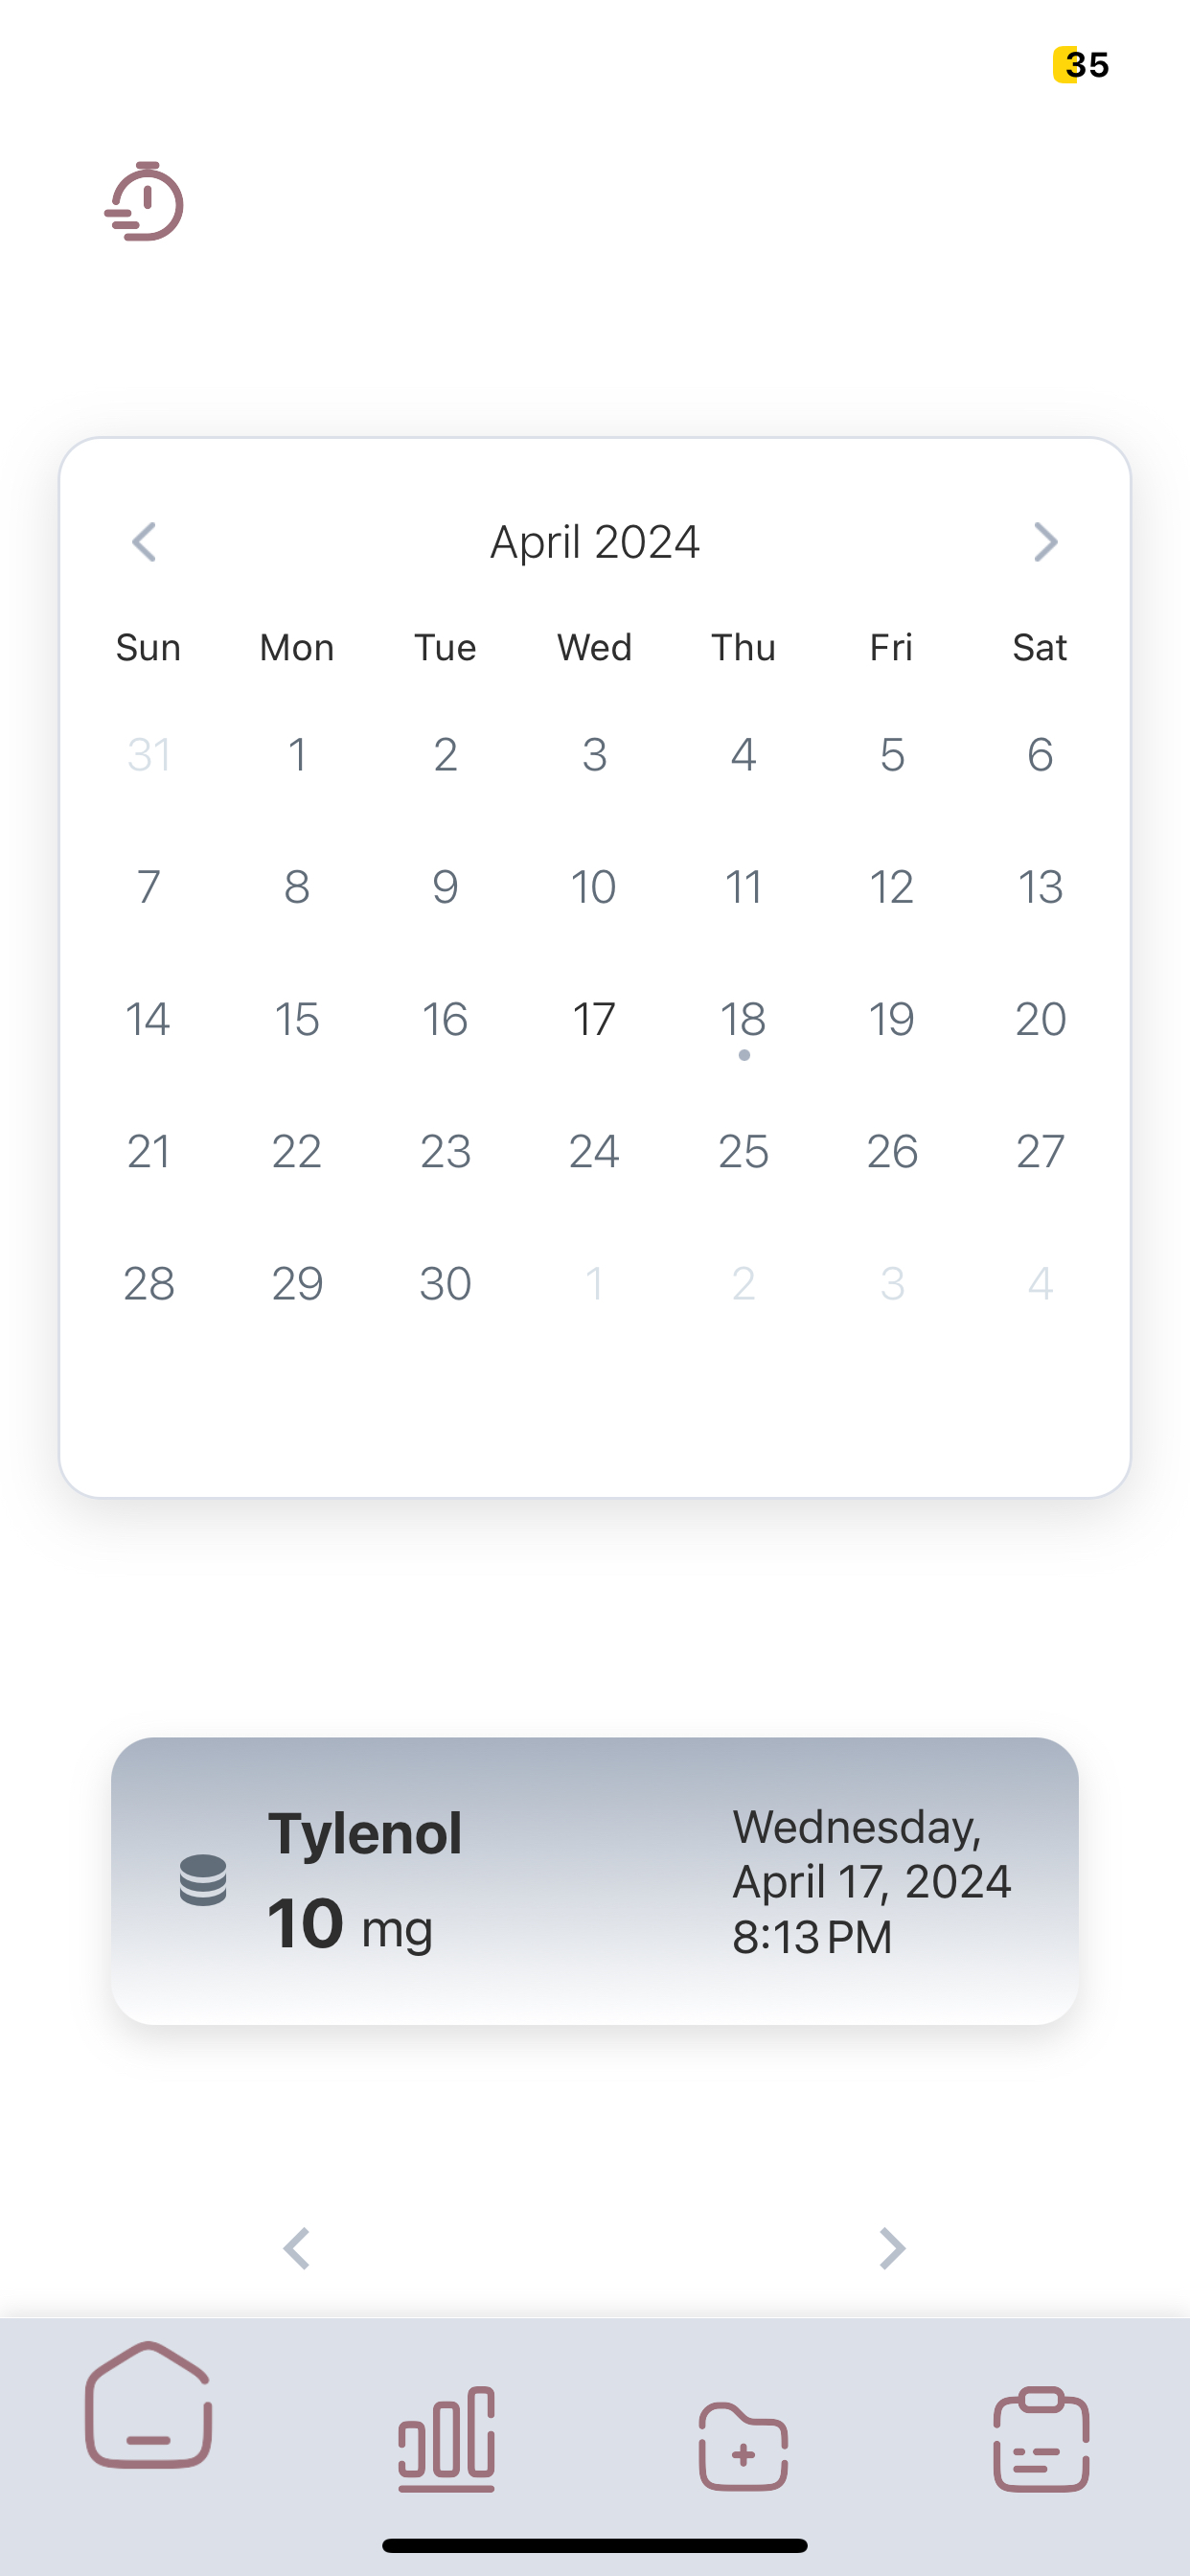 35
April 2024
Sun Mon Tue Wed Thu Fri Sat
31 1 2 3 4 5 6
7 8 9 10 11 12 13
14 15 16 17 18 19 20
21 22 23 24 25 26 27
28 29 30 1 2 3 4
Tylenol
10 mg
Wednesday,
April 17, 2024
8:13 PM